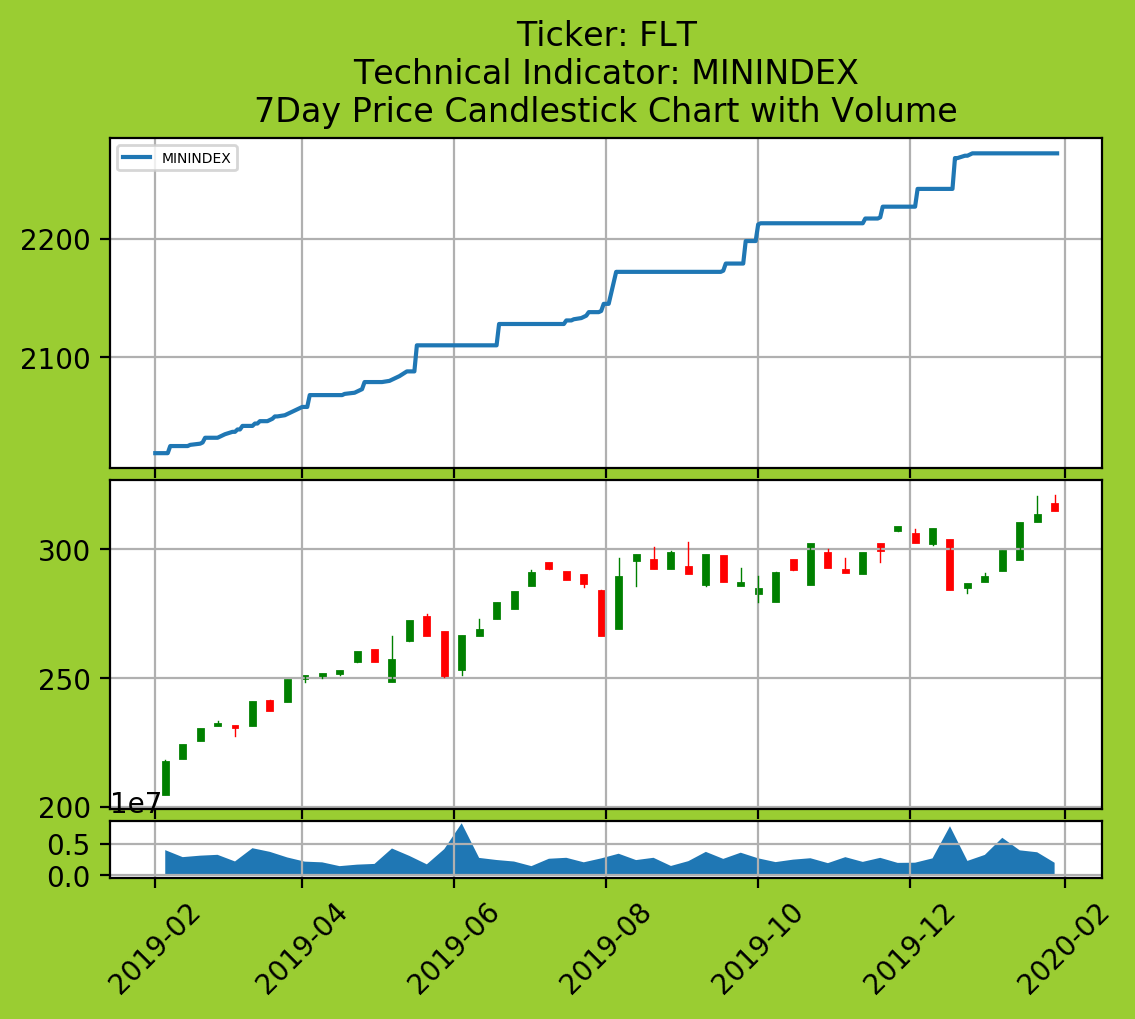 Ticker: FLT
Technical Indicator: MININDEX
7Day Price Candlestick Chart with Volume
MININDEX
2200
2100
300
250
200
1e7
0.5
0.0
2019-02
2019-04
2019-06
2019-08
2019-10
2019-12
2020-02